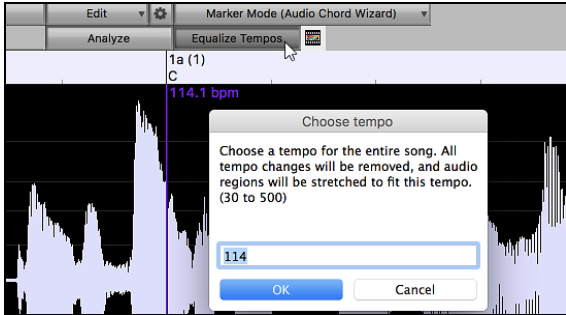 Edit
Marker Mode (Audio Chord Wizard)
Analyze
Equalize Tempos
1a (1)
C
114.1 bpm
Choose tempo
Choose a tempo for the entire song. All
tempo changes will be removed, and audio
regions will be stretched to fit this tempo.
(30 to 500)
114
OK
Cancel